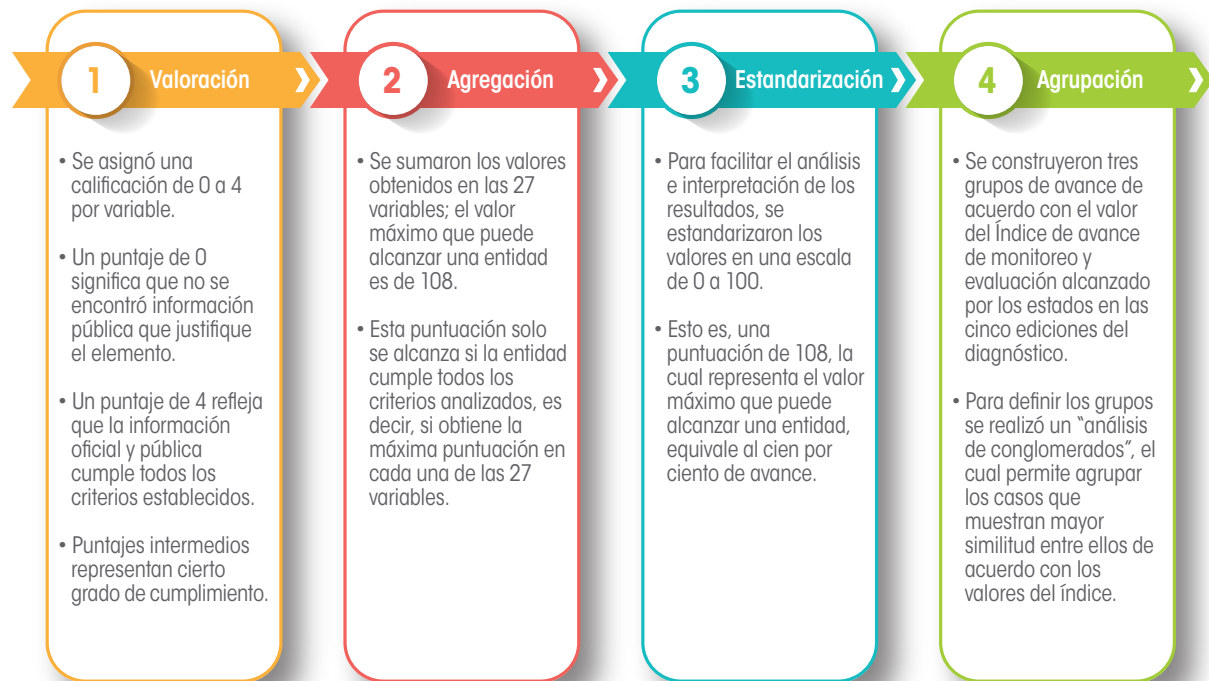 1
Valoración
• Se asignó una
calificación de 0 a 4
por variable.
• Un puntaje de 0
significa que no se
encontró información
pública que justifique
el elemento.
• Un puntaje de 4 refleja
que la información
oficial y pública
cumple todos los
criterios establecidos.
• Puntajes intermedios
representan cierto
grado de cumplimiento.
2
Agregación
• Se sumaron los valores
obtenidos en las 27
variables; el valor
máximo que puede
alcanzar una entidad
es de 108.
• Esta puntuación solo
se alcanza si la entidad
cumple todos los
criterios analizados, es
decir, si obtiene la
máxima puntuación en
cada una de las 27
variables.
3
Estandarización
• Para facilitar el análisis
e interpretación de los
resultados, se
estandarizaron los
valores en una escala
de 0 a 100.
• Esto es, una
puntuación de 108, la
cual representa el valor
máximo que puede
alcanzar una entidad,
equivale al cien por
ciento de avance.
4
Agrupación
• Se construyeron tres
grupos de avance de
acuerdo con el valor
del Índice de avance
de monitoreo y
evaluación alcanzado
por los estados en las
cinco ediciones del
diagnóstico.
• Para definir los grupos
se realizó un “análisis
de conglomerados”, el
cual permite agrupar
los casos que
muestran mayor
similitud entre ellos de
acuerdo con los
valores del índice.